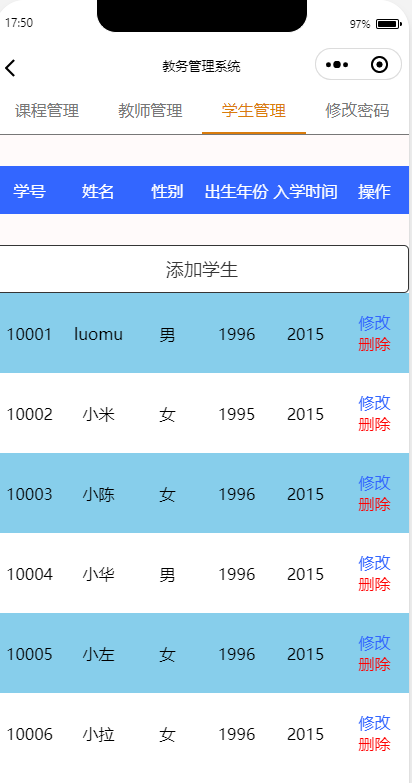 17:50 97%
教务管理系统
课程管理 教师管理 学生管理 修改密码
学号 姓名 性别 出生年份 入学时间 操作
添加学生
10001 luomu 男 1996 2015 修改
删除
10002 小米 女 1995 2015 修改
删除
10003 小陈 女 1996 2015 修改
删除
10004 小华 男 1996 2015 修改
删除
10005 小左 女 1996 2015 修改
删除
10006 小拉 女 1996 2015 修改
删除